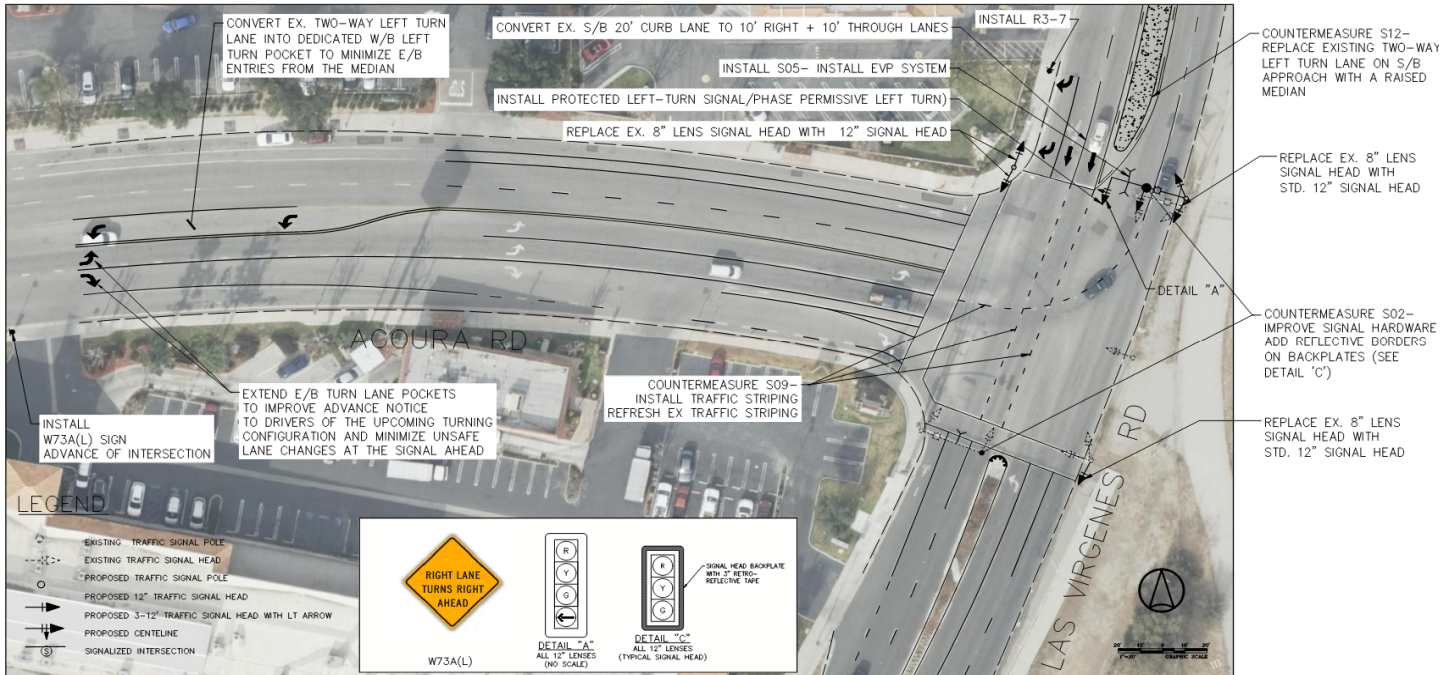 CONVERT EX. TWO-WAY LEFT TURN
LANE INTO DEDICATED W/B LEFT
TURN POCKET TO MINIMIZE E/B
ENTRIES FROM THE MEDIAN
CONVERT EX. S/B 20' CURB LANE TO 10' RIGHT + 10' THROUGH LANES
INSTALL R3-7
INSTALL S05- INSTALL EVP SYSTEM
INSTALL PROTECTED LEFT-TURN SIGNAL/PHASE PERMISSIVE LEFT TURN)
REPLACE EX. 8" LENS SIGNAL HEAD WITH 12" SIGNAL HEAD
COUNTERMEASURE S12-
REPLACE EXISTING TWO-WAY
LEFT TURN LANE ON S/B
APPROACH WITH A RAISED
MEDIAN
REPLACE EX. 8" LENS
SIGNAL HEAD WITH
STD. 12" SIGNAL HEAD
STOP
DETAIL "A"
COUNTERMEASURE S02-
IMPROVE SIGNAL HARDWARE
ADD REFLECTIVE BORDERS
ON BACKPLATES (SEE
DETAIL 'C')
AGOURA RD
COUNTERMEASURE S09-
INSTALL TRAFFIC STRIPING
REFRESH EX TRAFFIC STRIPING
EXTEND E/B TURN LANE POCKETS
TO IMPROVE ADVANCE NOTICE
TO DRIVERS OF THE UPCOMING TURNING
CONFIGURATION AND MINIMIZE UNSAFE
LANE CHANGES AT THE SIGNAL AHEAD
INSTALL
W73A(L) SIGN
ADVANCE OF INTERSECTION
REPLACE EX. 8" LENS
SIGNAL HEAD WITH
STD. 12" SIGNAL HEAD
LAS VIRGENES RD
LEGEND
EXISTING TRAFFIC SIGNAL POLE
EXISTING TRAFFIC SIGNAL HEAD
PROPOSED TRAFFIC SIGNAL POLE
PROPOSED 12" TRAFFIC SIGNAL HEAD
PROPOSED 3-12' TRAFFIC SIGNAL HEAD WITH LT ARROW
PROPOSED CENTELINE
S
SIGNALIZED INTERSECTION
RIGHT LANE
TURNS RIGHT
AHEAD
W73A(L)
R
Y
G
DETAIL "A"
ALL 12" LENSES
(NO SCALE)
R
Y
G
SIGNAL HEAD BACKPLATE
WITH 3" RETRO-
REFLECTIVE TAPE
DETAIL "C"
ALL 12" LENSES
(TYPICAL SIGNAL HEAD)
20' 10' 0 10' 20'
1"=20' GRAPHIC SCALE